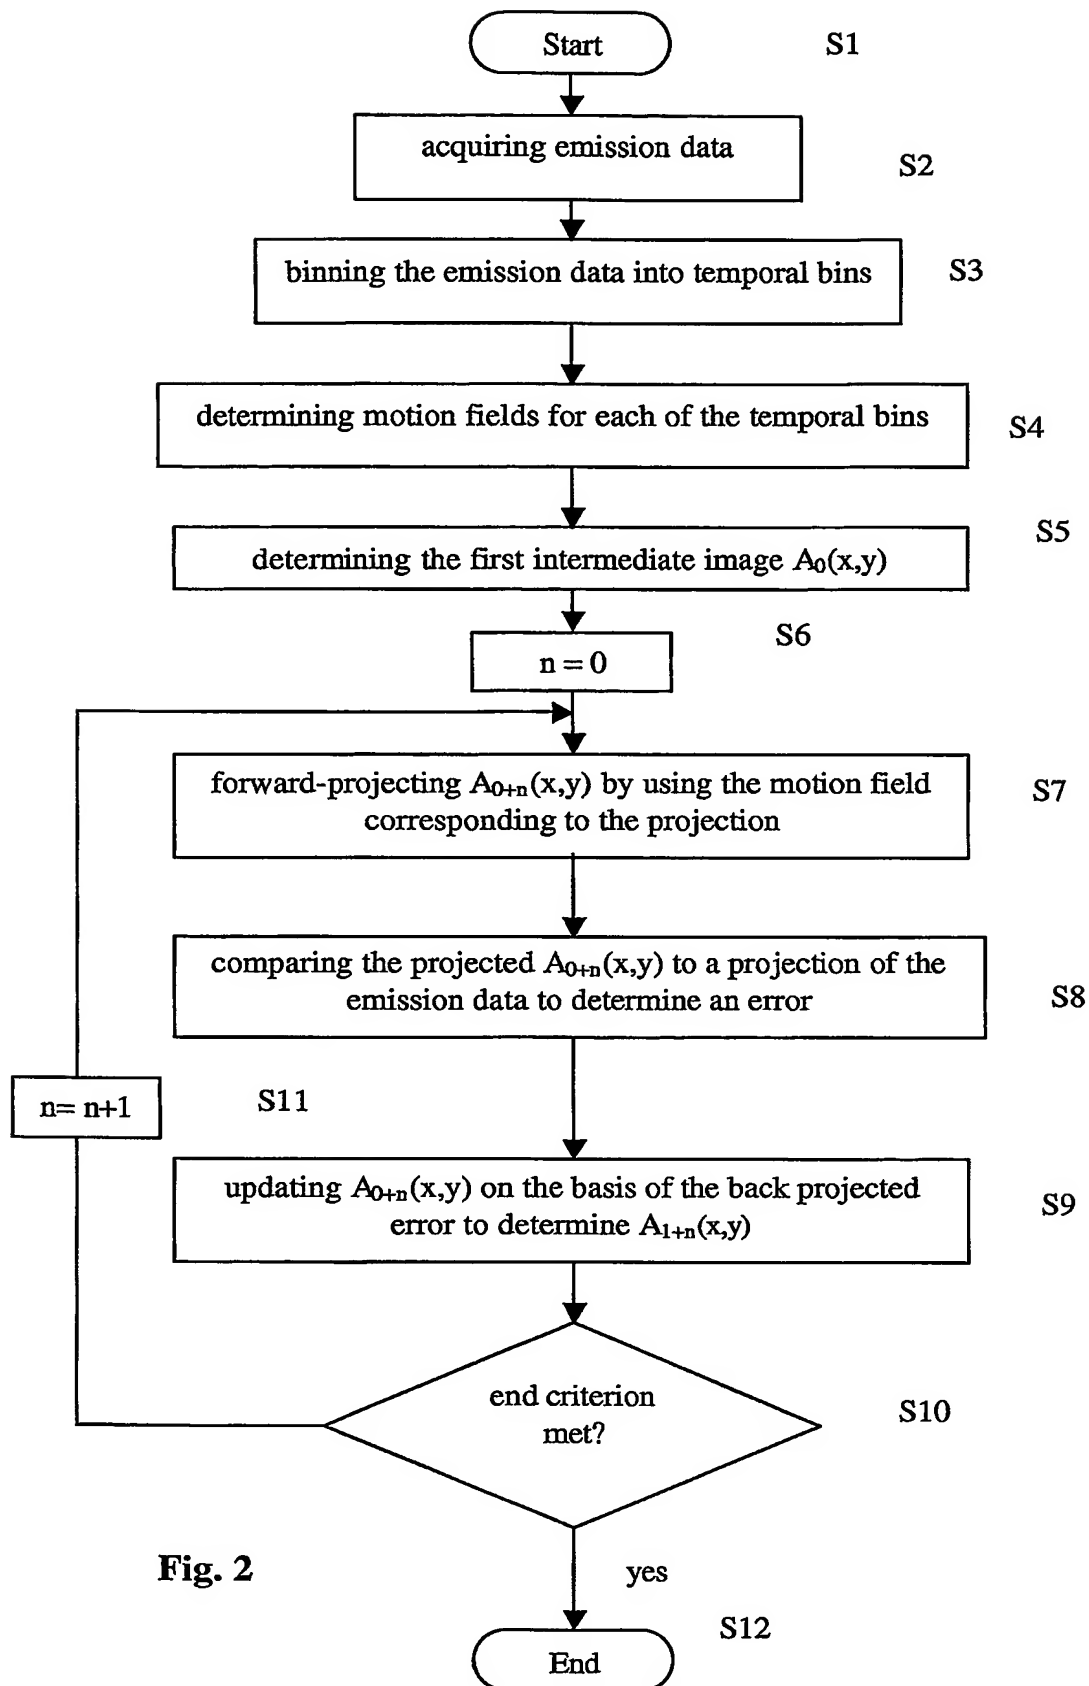 Start
S1
acquiring emission data
S2
binning the emission data into temporal bins
S3
determining motion fields for each of the temporal bins
S4
determining the first intermediate image A₀(x,y)
S5
n = 0
S6
forward-projecting A₀₊ₙ(x,y) by using the motion field
corresponding to the projection
S7
comparing the projected A₀₊ₙ(x,y) to a projection of the
emission data to determine an error
S8
n= n+1
S11
updating A₀₊ₙ(x,y) on the basis of the back projected
error to determine A₁₊ₙ(x,y)
S9
end criterion
met?
S10
Fig. 2
yes
S12
End